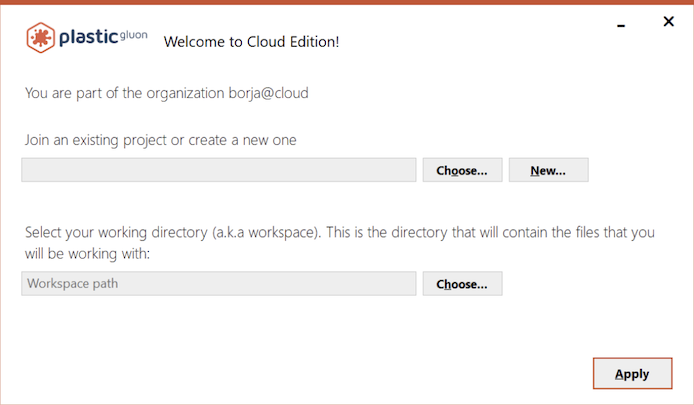 plastic gluon Welcome to Cloud Edition!
You are part of the organization borja@cloud
Join an existing project or create a new one
Choose... New...
Select your working directory (a.k.a workspace). This is the directory that will contain the files that you
will be working with:
Workspace path Choose...
Apply